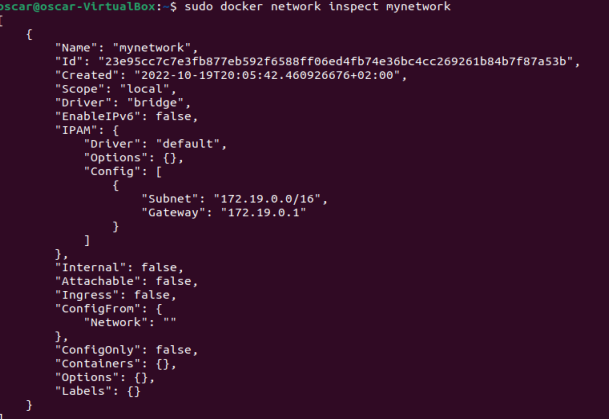 oscar@oscar-VirtualBox:~$ sudo docker network inspect mynetwork
[
    {
        "Name": "mynetwork",
        "Id": "23e95cc7c7e3fb877eb592f6588ff06ed4fb74e36bc4cc269261b84b7f87a53b",
        "Created": "2022-10-19T20:05:42.460926676+02:00",
        "Scope": "local",
        "Driver": "bridge",
        "EnableIPv6": false,
        "IPAM": {
            "Driver": "default",
            "Options": {},
            "Config": [
                {
                    "Subnet": "172.19.0.0/16",
                    "Gateway": "172.19.0.1"
                }
            ]
        },
        "Internal": false,
        "Attachable": false,
        "Ingress": false,
        "ConfigFrom": {
            "Network": ""
        },
        "ConfigOnly": false,
        "Containers": {},
        "Options": {},
        "Labels": {}
    }
]